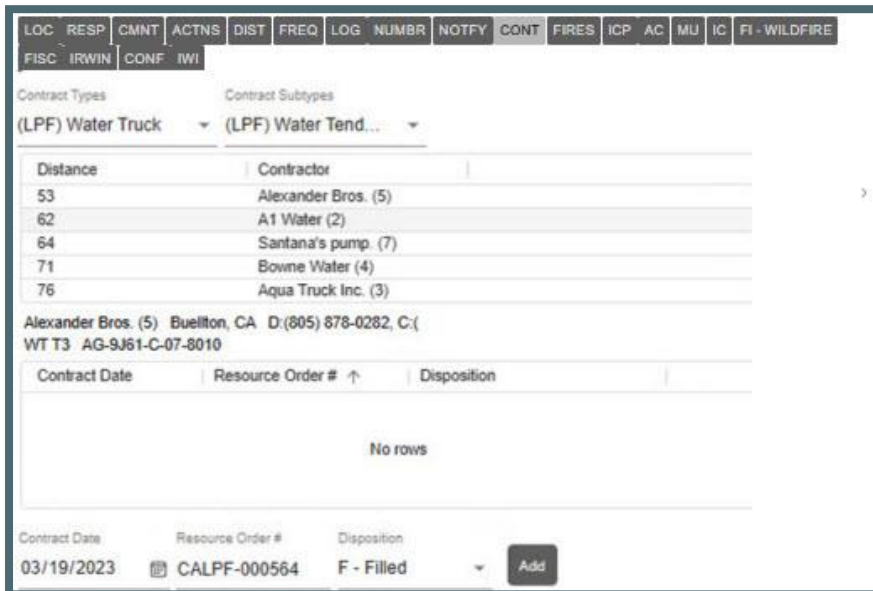 LOC RESP CMNT ACTNS DIST FREQ LOG NUMBR NOTFY CONT FIRES ICP AC MU IC FI - WILDFIRE
FISC IRWIN CONF IWI
Contract Types Contract Subtypes
(LPF) Water Truck (LPF) Water Tend...
Distance Contractor
53 Alexander Bros. (5)
62 A1 Water (2)
64 Santana's pump. (7)
71 Bowne Water (4)
76 Aqua Truck Inc. (3)
Alexander Bros. (5) Buellton, CA D:(805) 878-0282, C:(
WT T3 AG-9J61-C-07-8010
Contract Date Resource Order # ↑ Disposition
No rows
Contract Date Resource Order # Disposition
03/19/2023 CALPF-000564 F - Filled Add